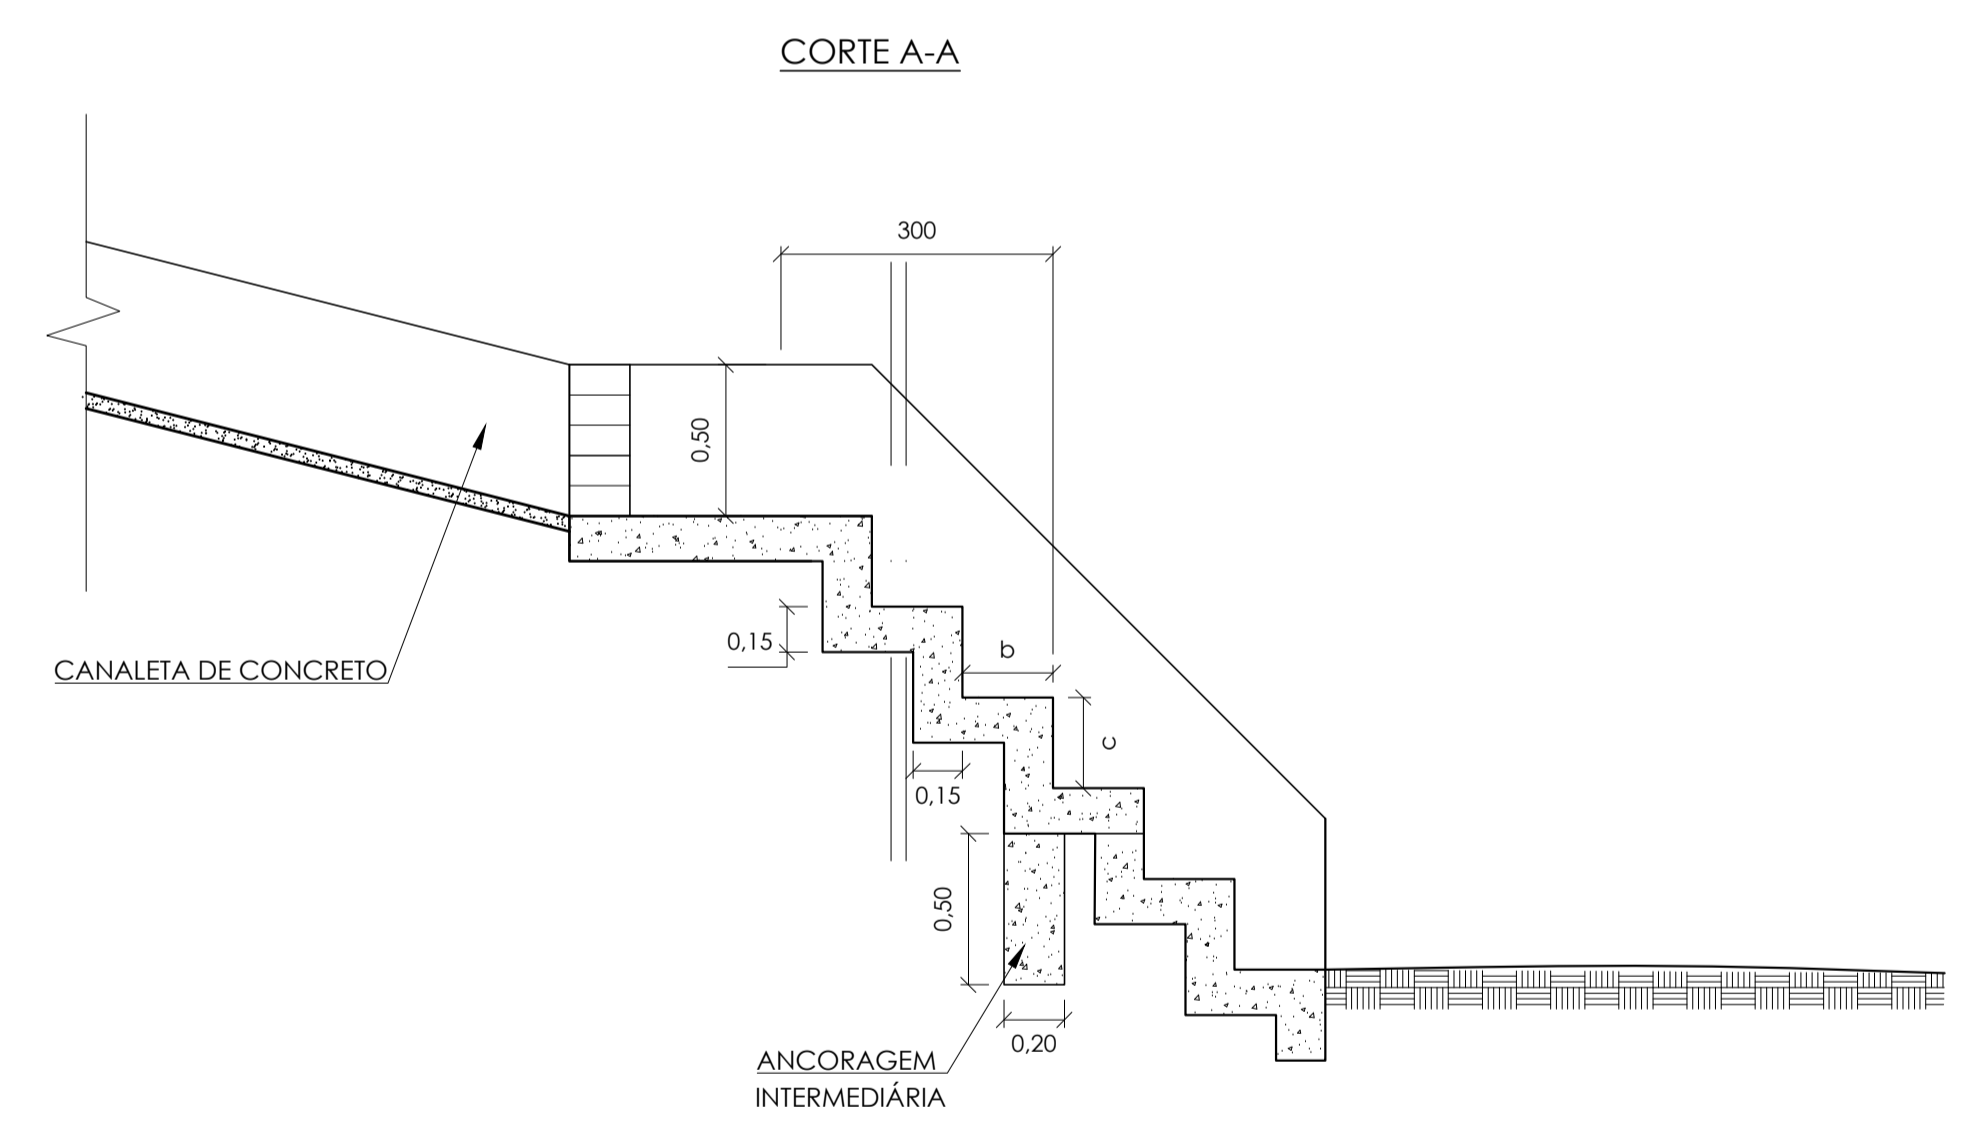 CORTE A-A
300
0,50
0,15
b
c
0,15
CANALETA DE CONCRETO
0,50
0,20
ANCORAGEM
INTERMEDIÁRIA